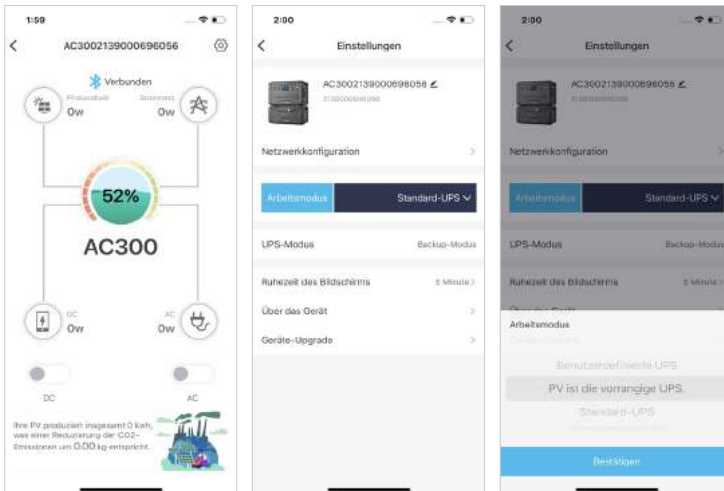 1:59
AC3002139000696056
Verbunden
Photovoltaik
0w
Stromnetz
0w
52%
AC300
DC
0w
AC
0w
DC
AC
Ihre PV produziert insgesamt 0 kwh,
was einer Reduzierung der CO2-
Emissionen um 0.00 kg entspricht.
2:00
Einstellungen
AC3002139000696056
Netzwerkkonfiguration
Arbeitsmodus
Standard-UPS
UPS-Modus
Backup-Modus
Ruhezeit des Bildschirms
5 Minute
Über das Gerät
Geräte-Upgrade
2:00
Einstellungen
AC3002139000696056
Netzwerkkonfiguration
Arbeitsmodus
Standard-UPS
UPS-Modus
Backup-Modus
Ruhezeit des Bildschirms
5 Minute
Über das Gerät
Arbeitsmodus
Benutzerdefinierte UPS
PV ist die vorrangige UPS.
Standard-UPS
Bestätigen